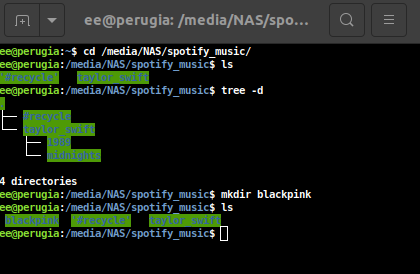 ee@perugia: /media/NAS/spo...
ee@perugia:~$ cd /media/NAS/spotify_music/
ee@perugia:/media/NAS/spotify_music$ ls
'#recycle'   taylor_swift
ee@perugia:/media/NAS/spotify_music$ tree -d
.
├── #recycle
└── taylor_swift
    ├── 1989
    └── midnights

4 directories
ee@perugia:/media/NAS/spotify_music$ mkdir blackpink
ee@perugia:/media/NAS/spotify_music$ ls
blackpink  '#recycle'   taylor_swift
ee@perugia:/media/NAS/spotify_music$